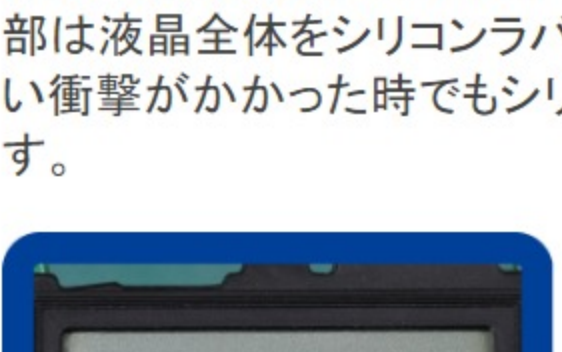 部は液晶全体をシリコンラバ
い衝撃がかかった時でもシリ
す。